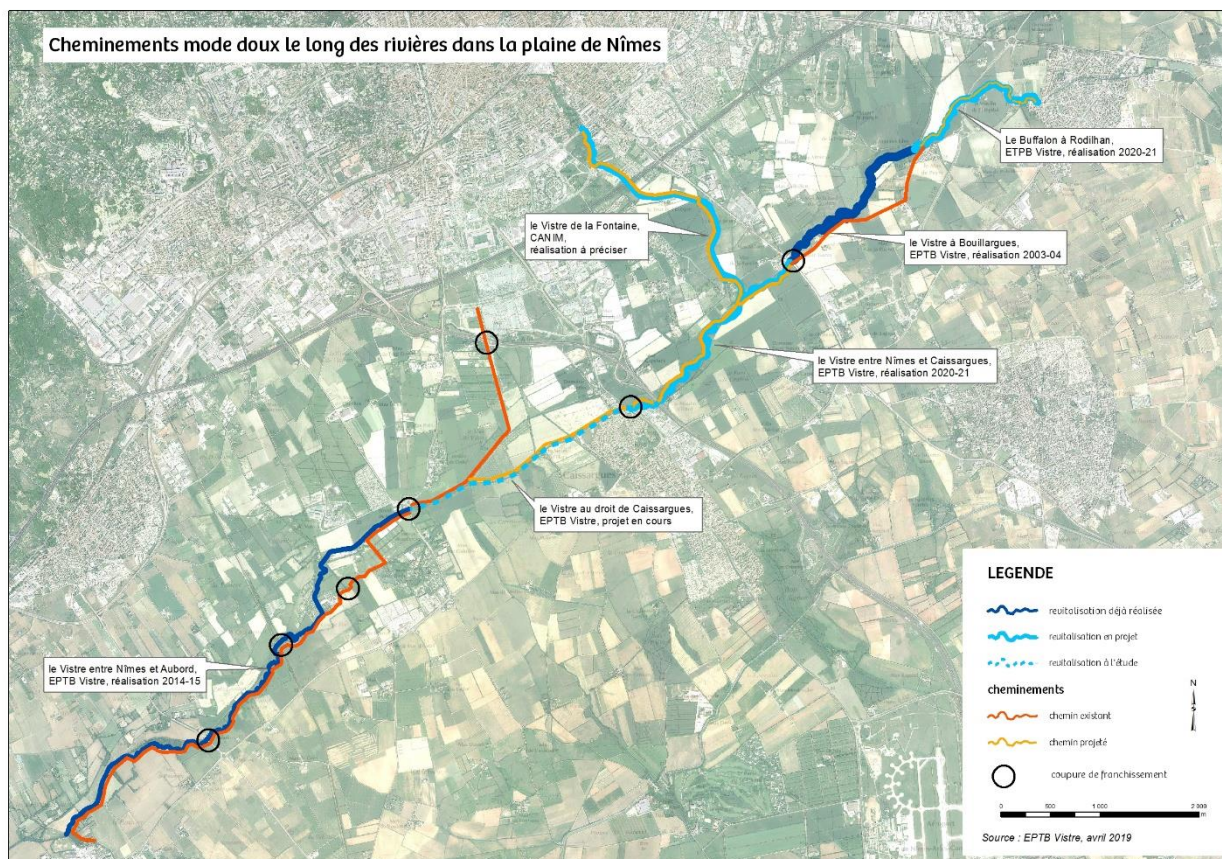 Cheminements mode doux le long des rivières dans la plaine de Nîmes
Le Buffalon à Rodilhan,
ETPB Vistre, réalisation 2020-21
le Vistre de la Fontaine,
CANIM,
réalisation à préciser
le Vistre à Bouillargues,
EPTB Vistre, réalisation 2003-04
le Vistre entre Nîmes et Caissargues,
EPTB Vistre, réalisation 2020-21
Caissargues
le Vistre au droit de Caissargues,
EPTB Vistre, projet en cours
le Vistre entre Nîmes et Aubord,
EPTB Vistre, réalisation 2014-15
LEGENDE
revitalisation déjà réalisée
revitalisation en projet
revitalisation à l'étude
cheminements
N
chemin existant
chemin projeté
coupure de franchissement
0 500 1 000 2 000
m
Source : EPTB Vistre, avril 2019